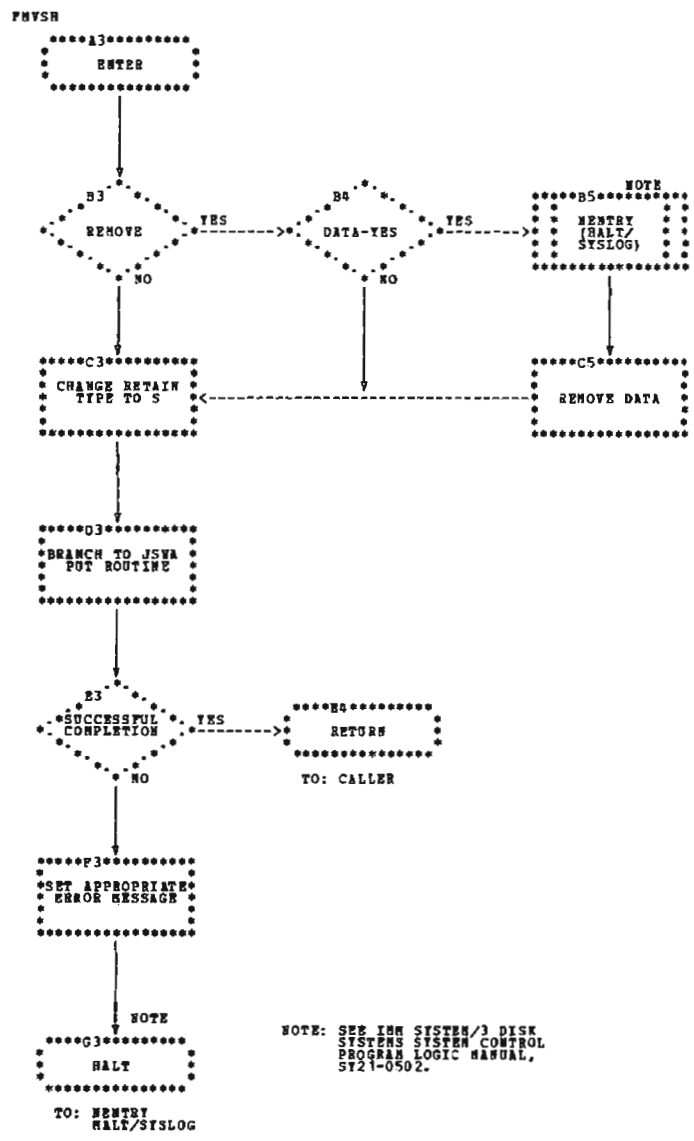 FMVSH
A3
ENTER
B3
REMOVE
YES
NO
B4
DATA-YES
YES
NO
NOTE
B5
NENTRY
(HALT/
SYSLOG)
C3
CHANGE RETAIN
TYPE TO S
C5
REMOVE DATA
D3
BRANCH TO JSWA
PUT ROUTINE
E3
SUCCESSFUL
COMPLETION
YES
NO
E4
RETURN
TO: CALLER
F3
SET APPROPRIATE
ERROR MESSAGE
NOTE
G3
HALT
TO: NENTRY
HALT/SYSLOG
NOTE: SEE IBM SYSTEM/3 DISK
SYSTEMS SYSTEM CONTROL
PROGRAM LOGIC MANUAL,
SY21-0502.